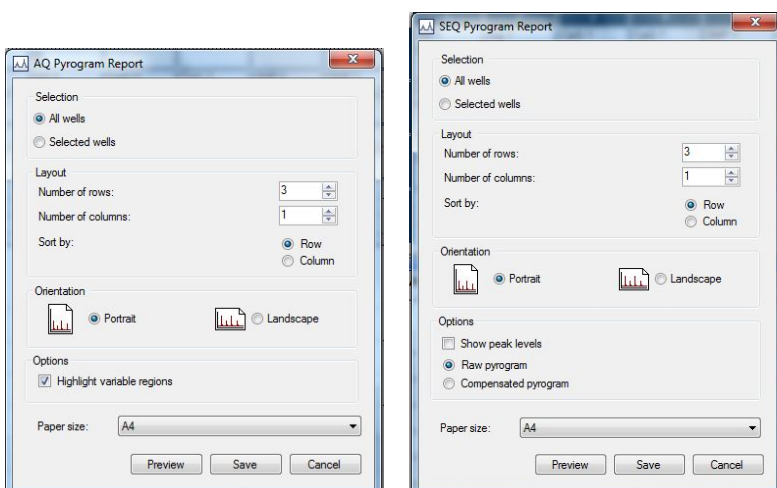 AQ Pyrogram Report
Selection
All wells
Selected wells
Layout
Number of rows: 3
Number of columns: 1
Sort by: Row
Column
Orientation
Portrait Landscape
Options
Highlight variable regions
Paper size: A4
Preview Save Cancel
SEQ Pyrogram Report
Selection
All wells
Selected wells
Layout
Number of rows: 3
Number of columns: 1
Sort by: Row
Column
Orientation
Portrait Landscape
Options
Show peak levels
Raw pyrogram
Compensated pyrogram
Paper size: A4
Preview Save Cancel